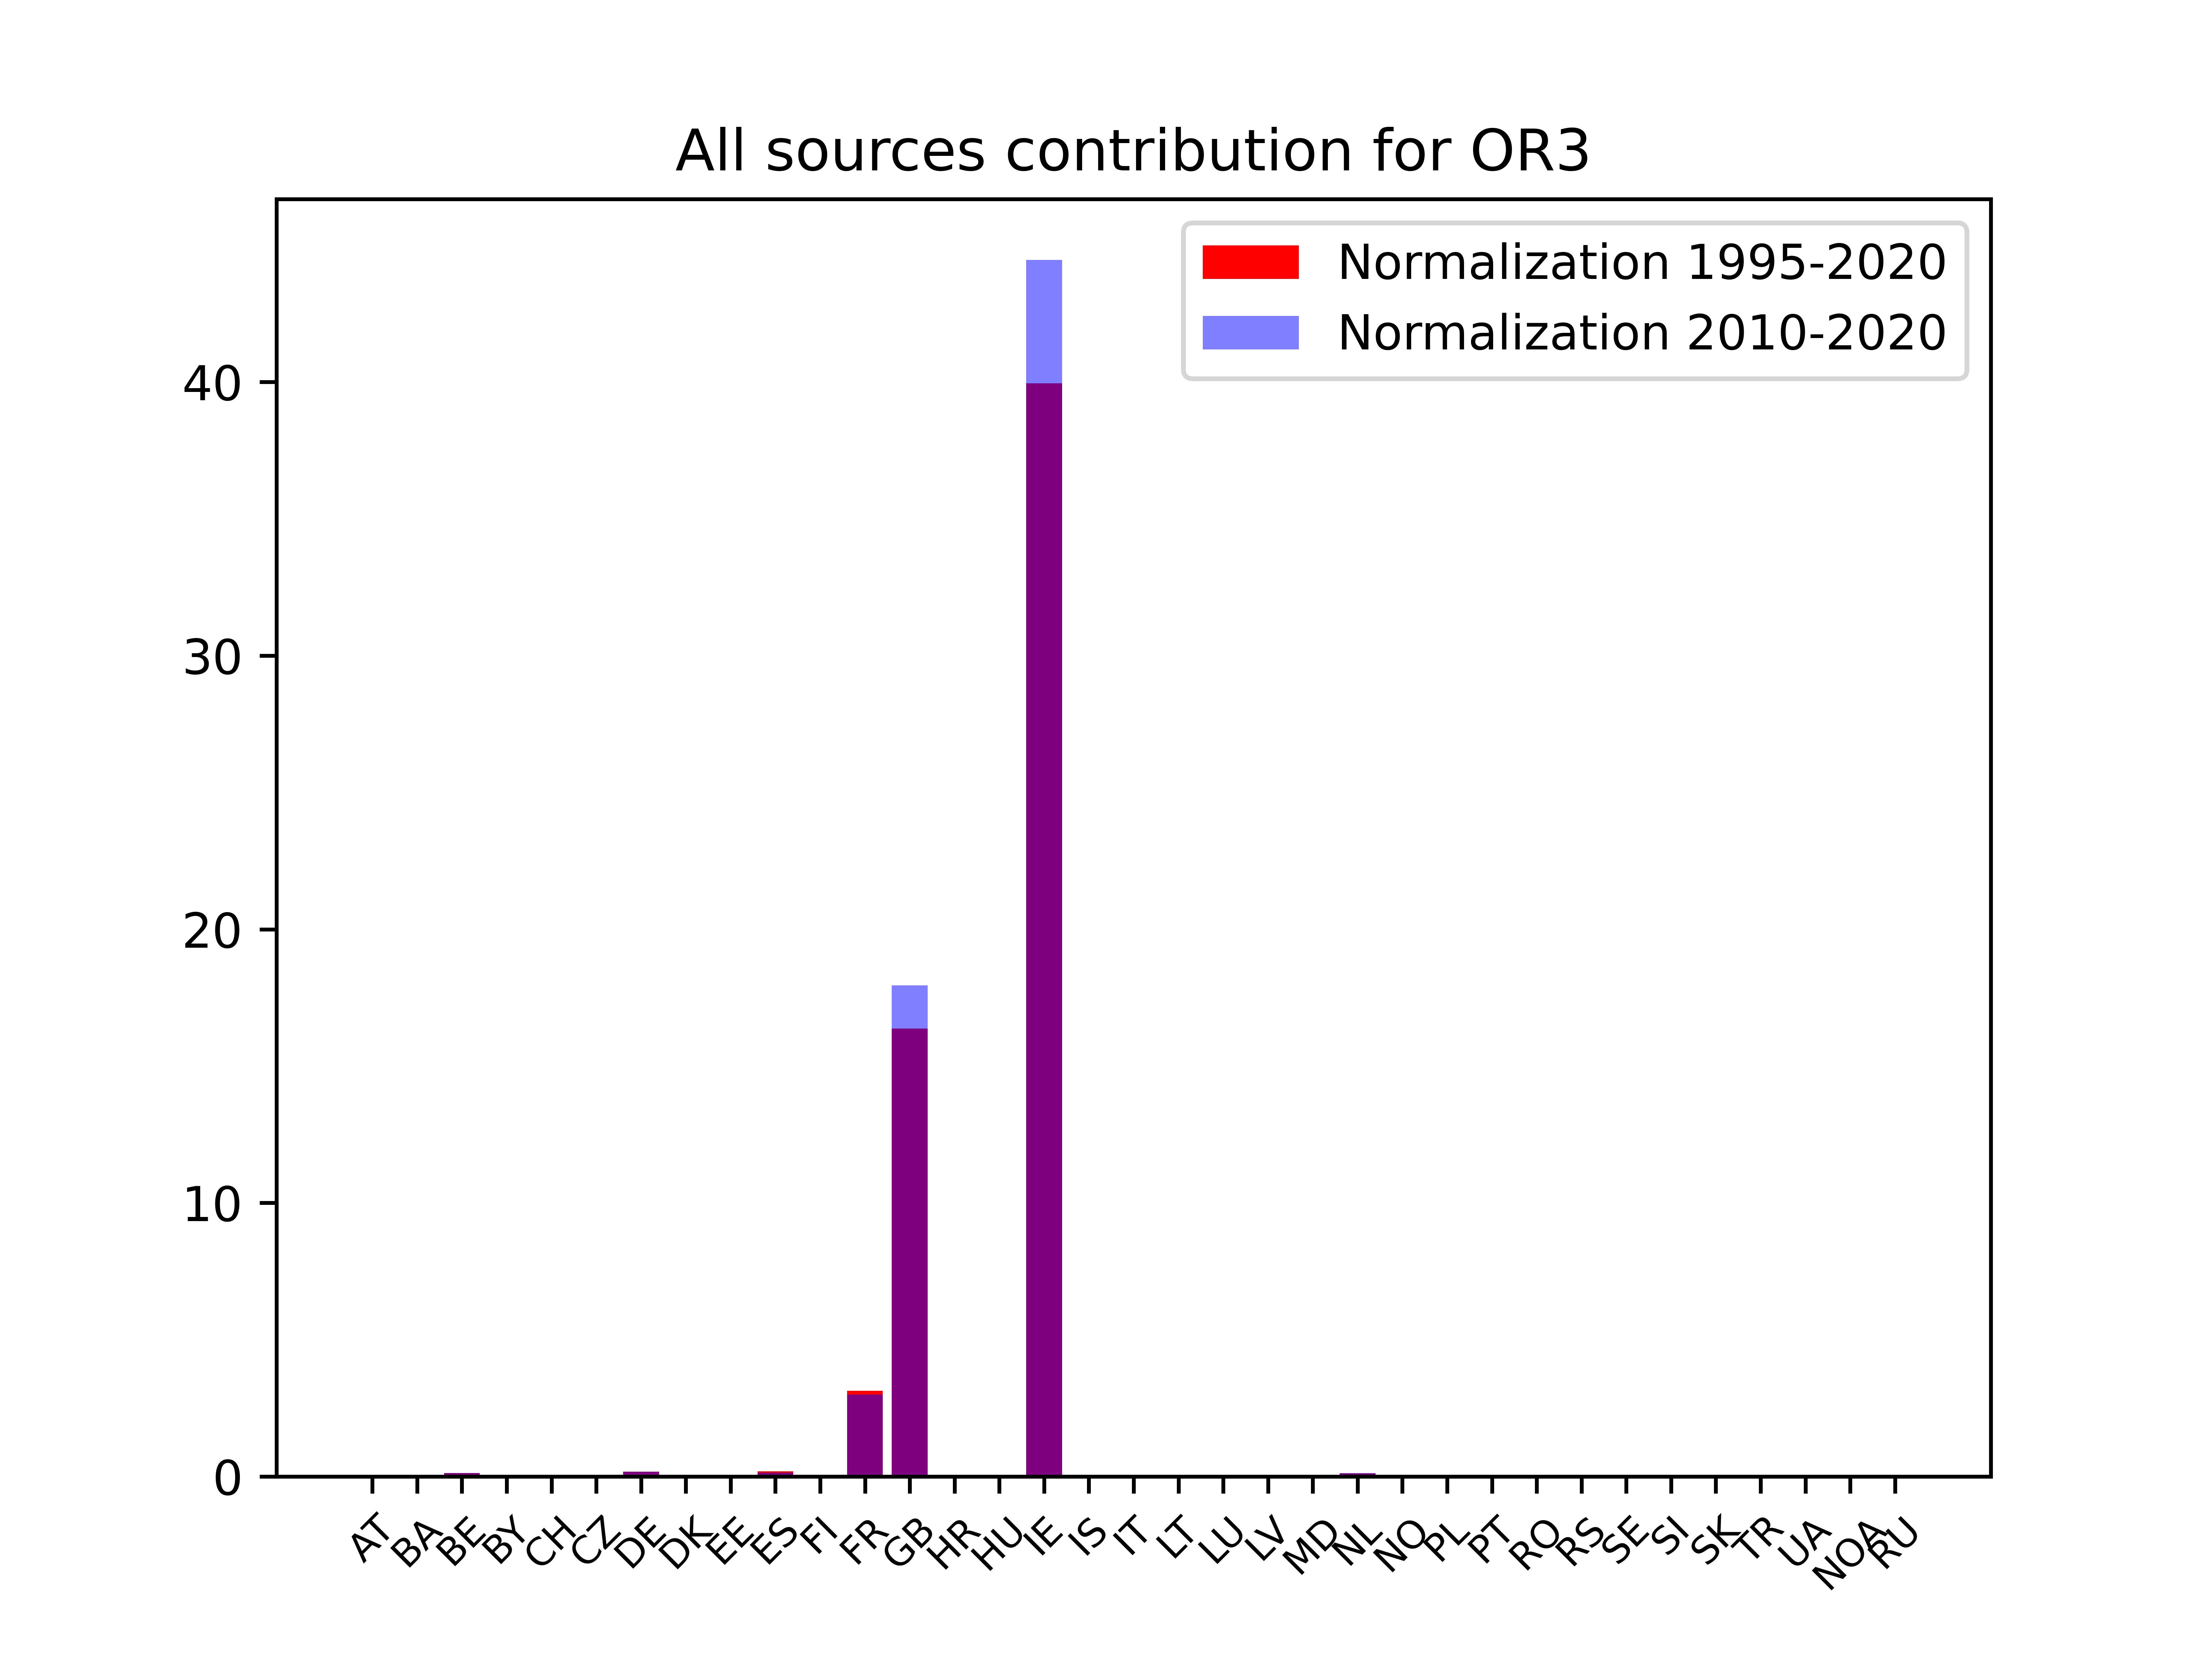 All sources contribution for OR3
Normalization 1995-2020
Normalization 2010-2020
40
30
20
10
0
AT BA BE BY CH CZ DE DK EE ES FI FR GB HR HU IE IS IT LT LU LV MD NL NO PL PT RO RS SE SI SK TR UA NOA RU